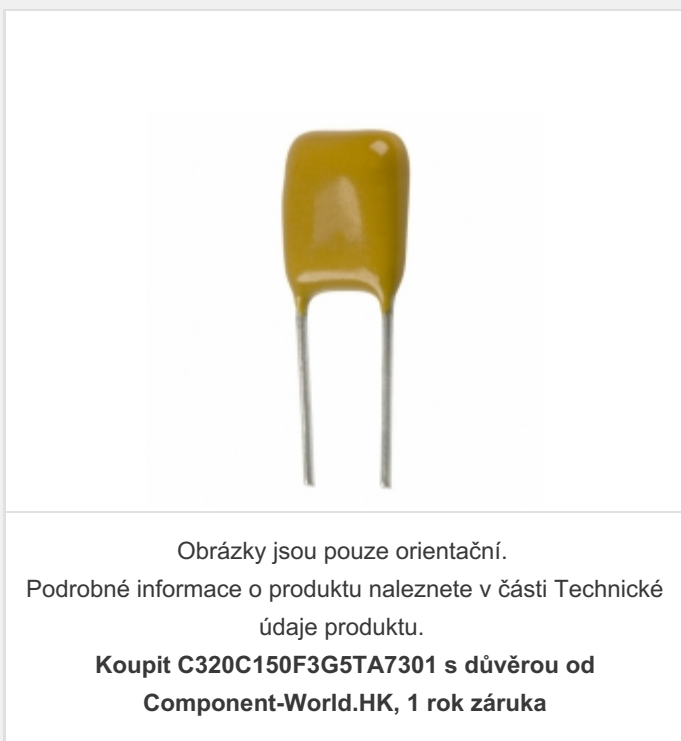 Obrázky jsou pouze orientační.
Podrobné informace o produktu naleznete v části Technické
údaje produktu.
Koupit C320C150F3G5TA7301 s důvěrou od
Component-World.HK, 1 rok záruka